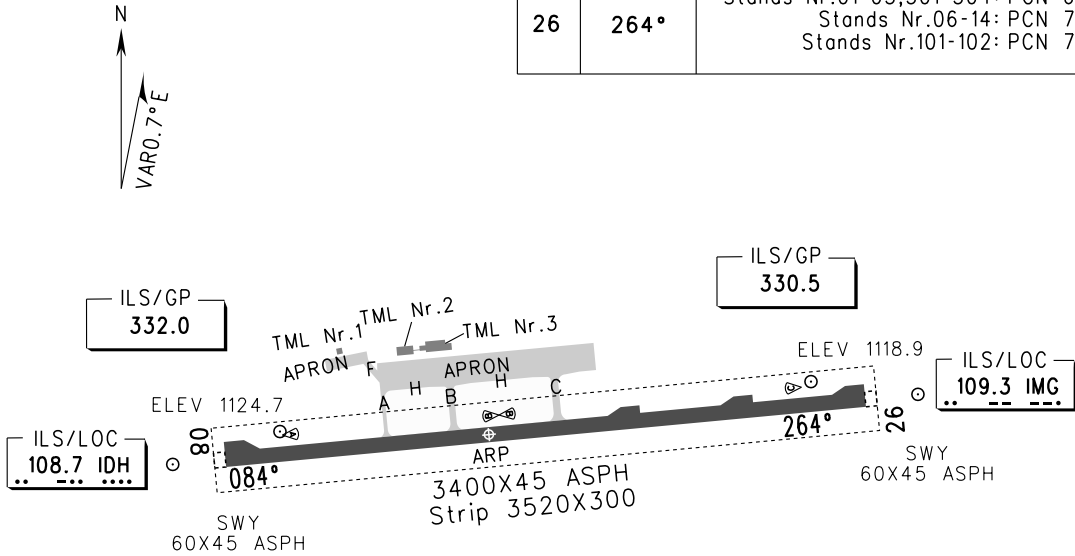 N
VAR0.7°E
26
264°
Stands Nr.06-14: PCN 7
Stands Nr.101-102: PCN 7
ILS/GP
332.0
ILS/GP
330.5
TML Nr.1
TML Nr.2
TML Nr.3
APRON
F
APRON
H
H
A
B
C
ELEV 1124.7
ELEV 1118.9
ILS/LOC
109.3 IMG
.. -- --.
ILS/LOC
108.7 IDH
.. -.. ....
08
26
084°
264°
ARP
3400X45 ASPH
Strip 3520X300
SWY
60X45 ASPH
SWY
60X45 ASPH